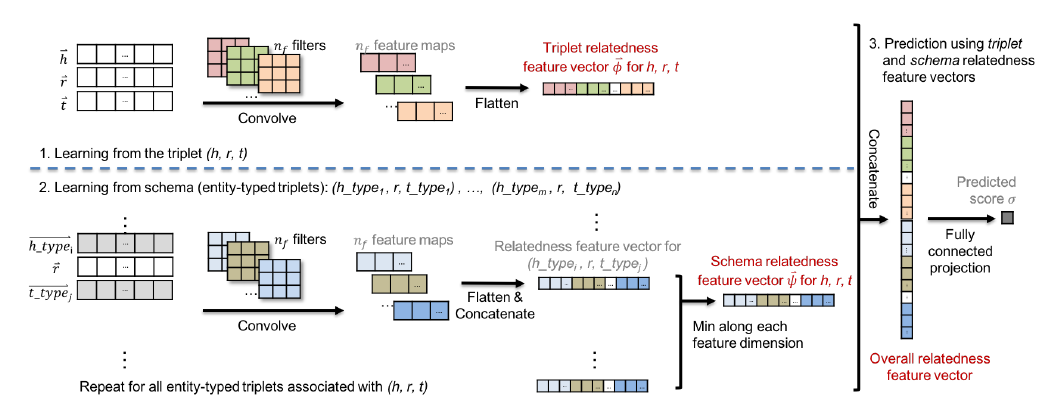 h⃗
r⃗
t⃗
...
n_f filters
...
Convolve
n_f feature maps
...
Flatten
Triplet relatedness
feature vector ϕ⃗ for h, r, t
1. Learning from the triplet (h, r, t)
2. Learning from schema (entity-typed triplets): (h_type₁, r, t_type₁), …, (h_typeₘ, r, t_typeₙ)
h_typeᵢ
r⃗
t_typeⱼ
n_f filters
...
Convolve
n_f feature maps
...
Flatten &
Concatenate
Relatedness feature vector for
(h_typeᵢ, r, t_typeⱼ)
Min along each
feature dimension
Schema relatedness
feature vector ψ⃗ for h, r, t
Repeat for all entity-typed triplets associated with (h, r, t)
Concatenate
3. Prediction using triplet
and schema relatedness
feature vectors
Overall relatedness
feature vector
Fully
connected
projection
Predicted
score σ